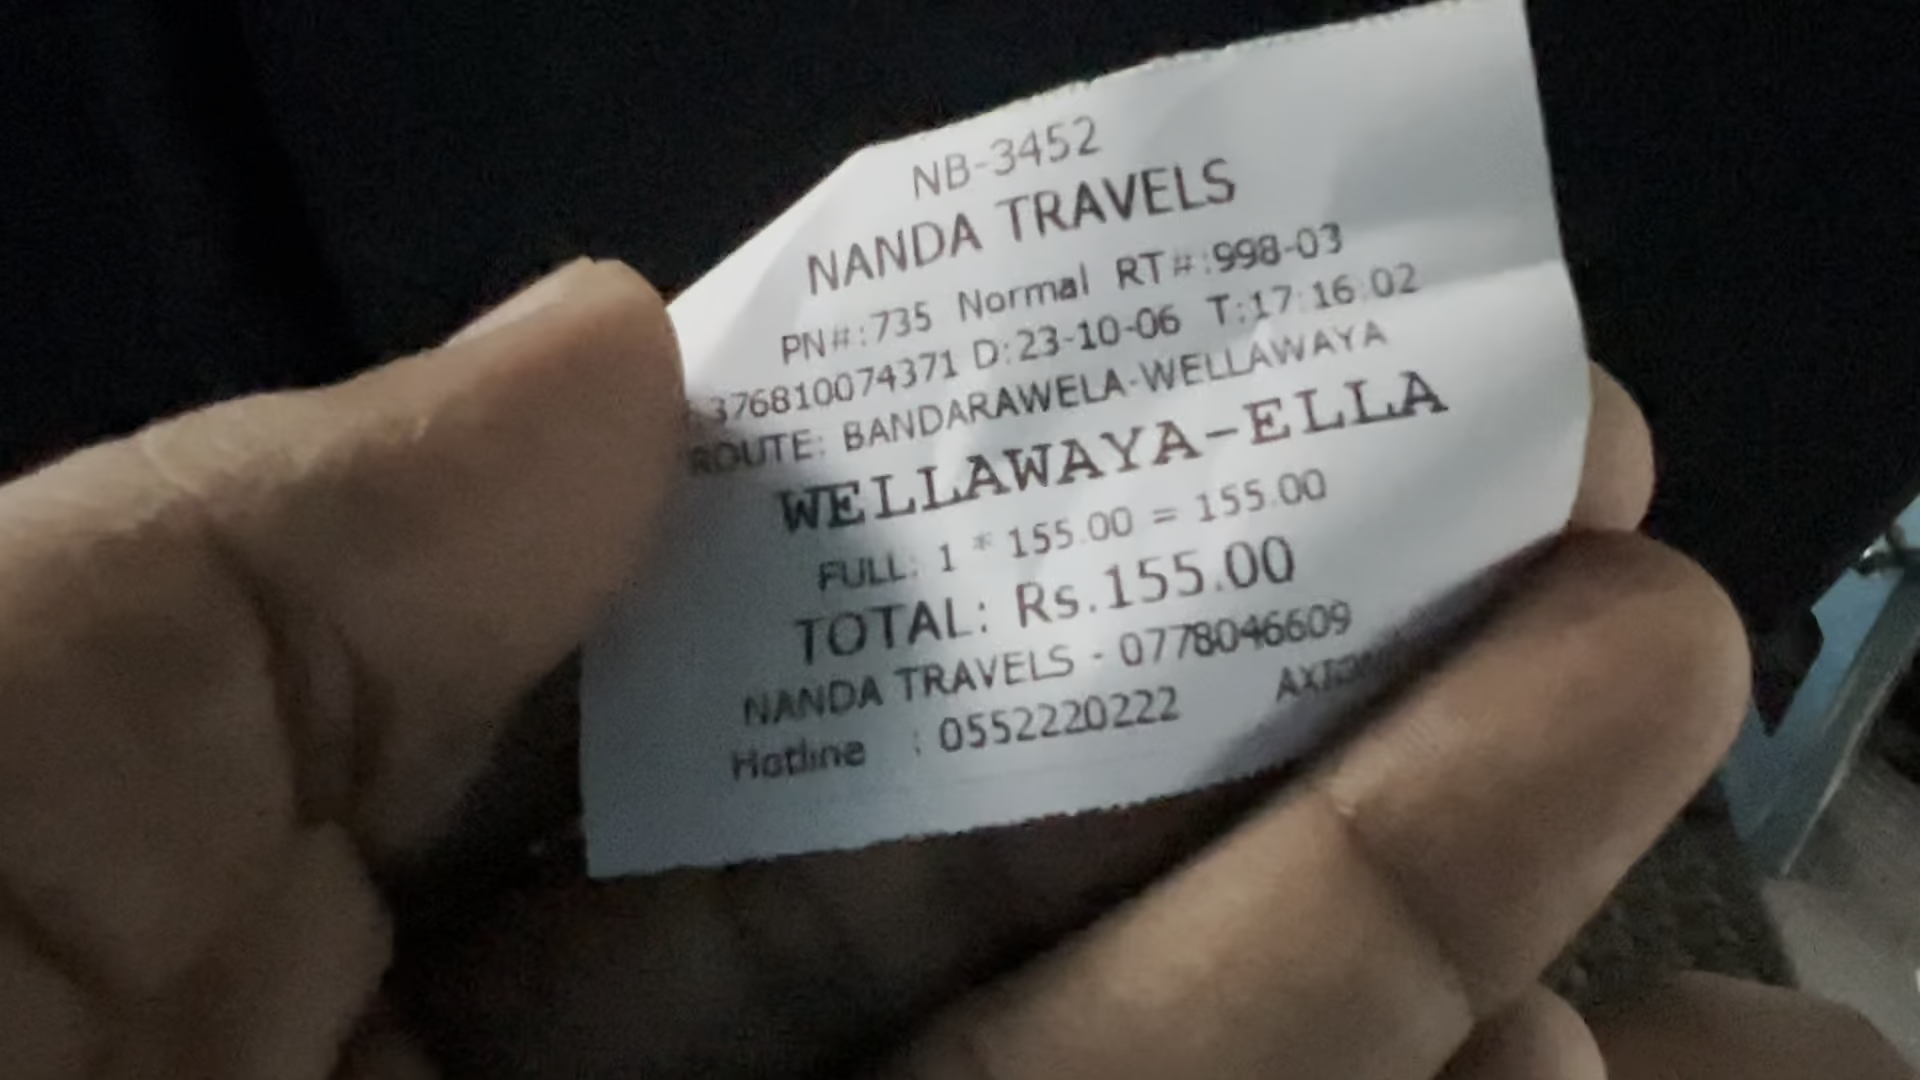 NB-3452
NANDA TRAVELS
PN#:735 Normal RT#:998-03
376810074371 D:23-10-06 T:17:16:02
ROUTE: BANDARAWELA-WELLAWAYA
WELLAWAYA-ELLA
FULL: 1 * 155.00 = 155.00
TOTAL: Rs.155.00
NANDA TRAVELS - 0778046609
Hotline : 0552220222